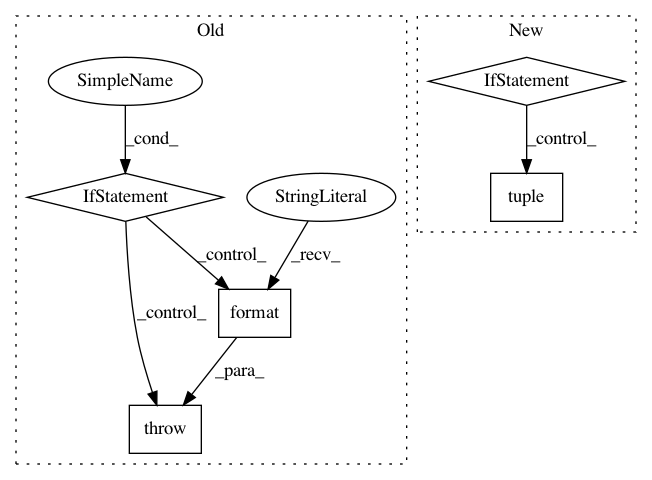 Old
New
SimpleName
IfStatement
_cond_
_control_
IfStatement
StringLiteral
tuple
_control_
_recv_
_control_
format
_para_
throw